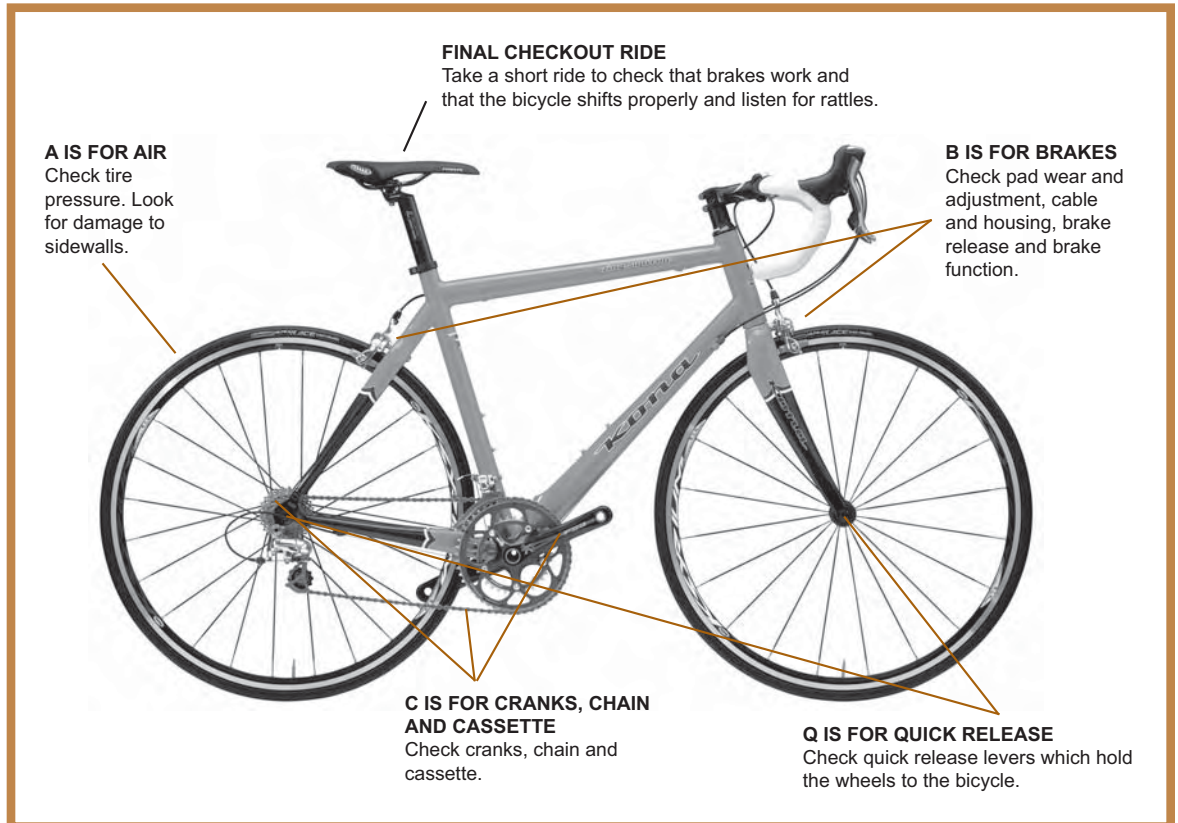 FINAL CHECKOUT RIDE
Take a short ride to check that brakes work and
that the bicycle shifts properly and listen for rattles.
A IS FOR AIR
Check tire
pressure. Look
for damage to
sidewalls.
B IS FOR BRAKES
Check pad wear and
adjustment, cable
and housing, brake
release and brake
function.
Kona
C IS FOR CRANKS, CHAIN
AND CASSETTE
Check cranks, chain and
cassette.
Q IS FOR QUICK RELEASE
Check quick release levers which hold
the wheels to the bicycle.